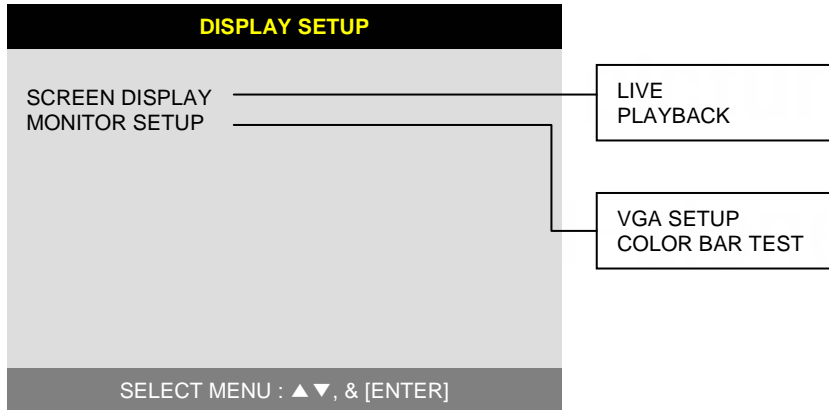 DISPLAY SETUP
SCREEN DISPLAY
MONITOR SETUP
LIVE
PLAYBACK
VGA SETUP
COLOR BAR TEST
SELECT MENU : ▲▼, & [ENTER]